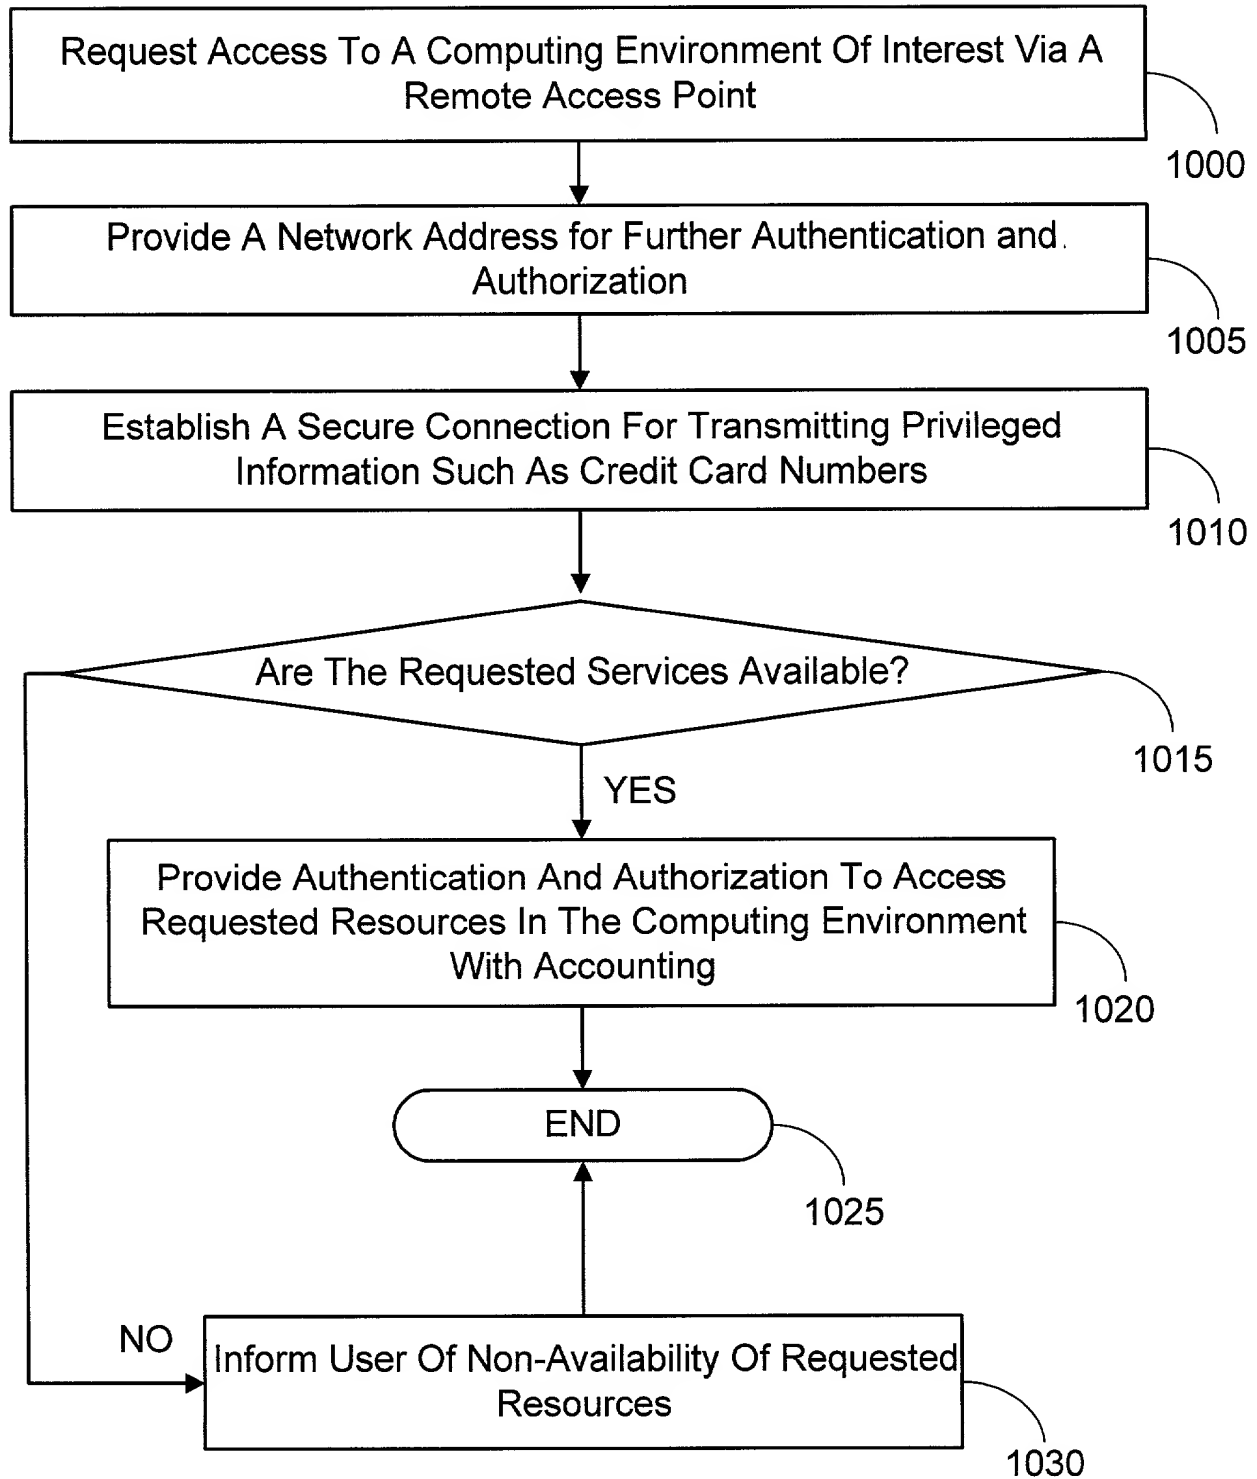 Request Access To A Computing Environment Of Interest Via A
Remote Access Point
1000
Provide A Network Address for Further Authentication and.
Authorization
1005
Establish A Secure Connection For Transmitting Privileged
Information Such As Credit Card Numbers
1010
Are The Requested Services Available?
1015
YES
Provide Authentication And Authorization To Access
Requested Resources In The Computing Environment
With Accounting
1020
END
1025
NO
Inform User Of Non-Availability Of Requested
Resources
1030